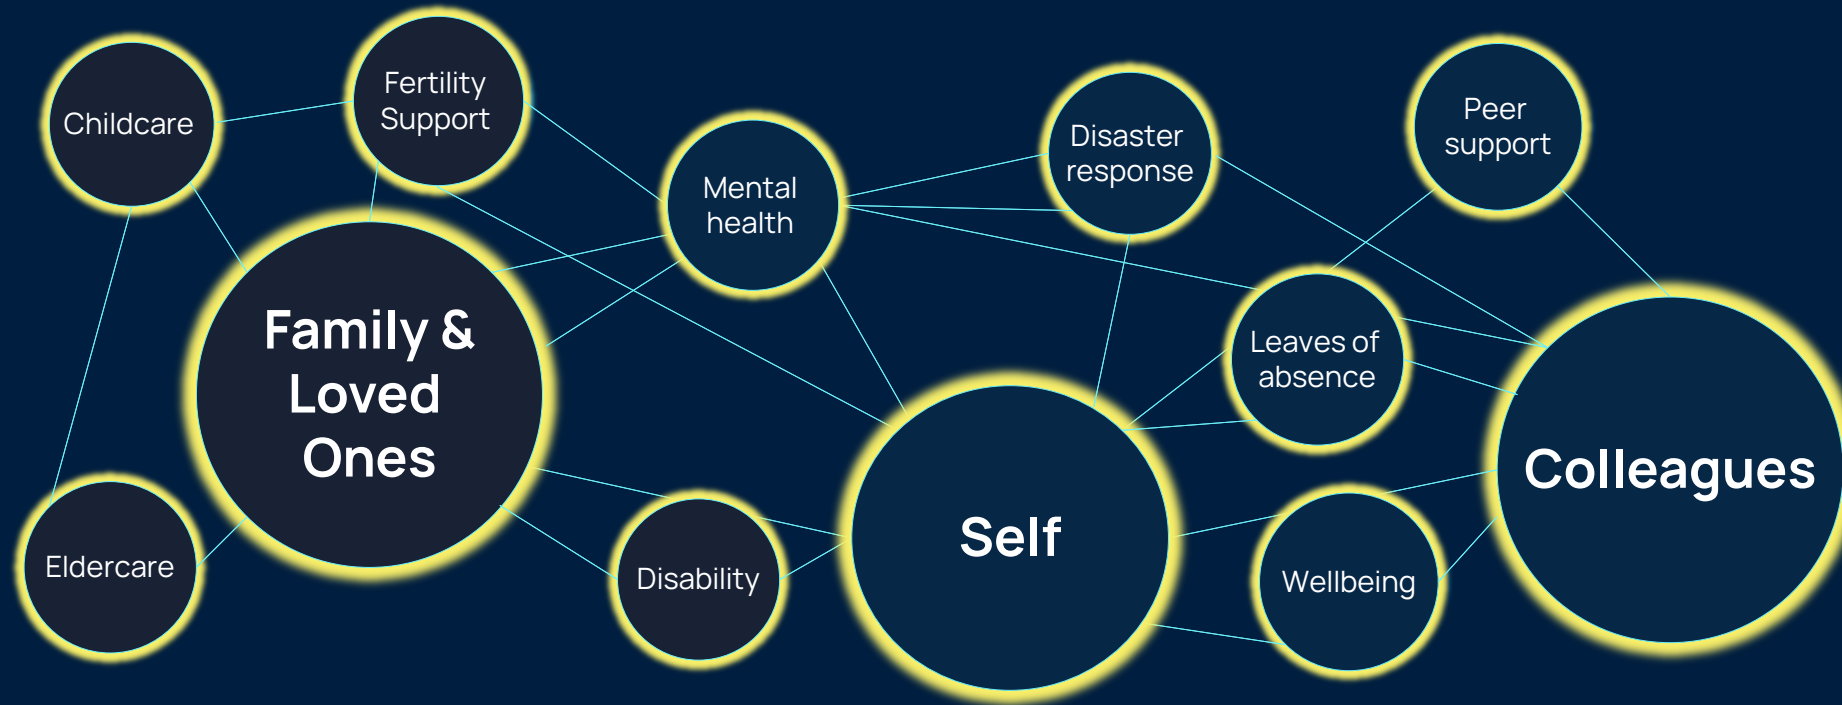 Childcare
Fertility
Support
Mental
health
Disaster
response
Peer
support
Family &
Loved
Ones
Leaves of
absence
Colleagues
Self
Eldercare
Disability
Wellbeing